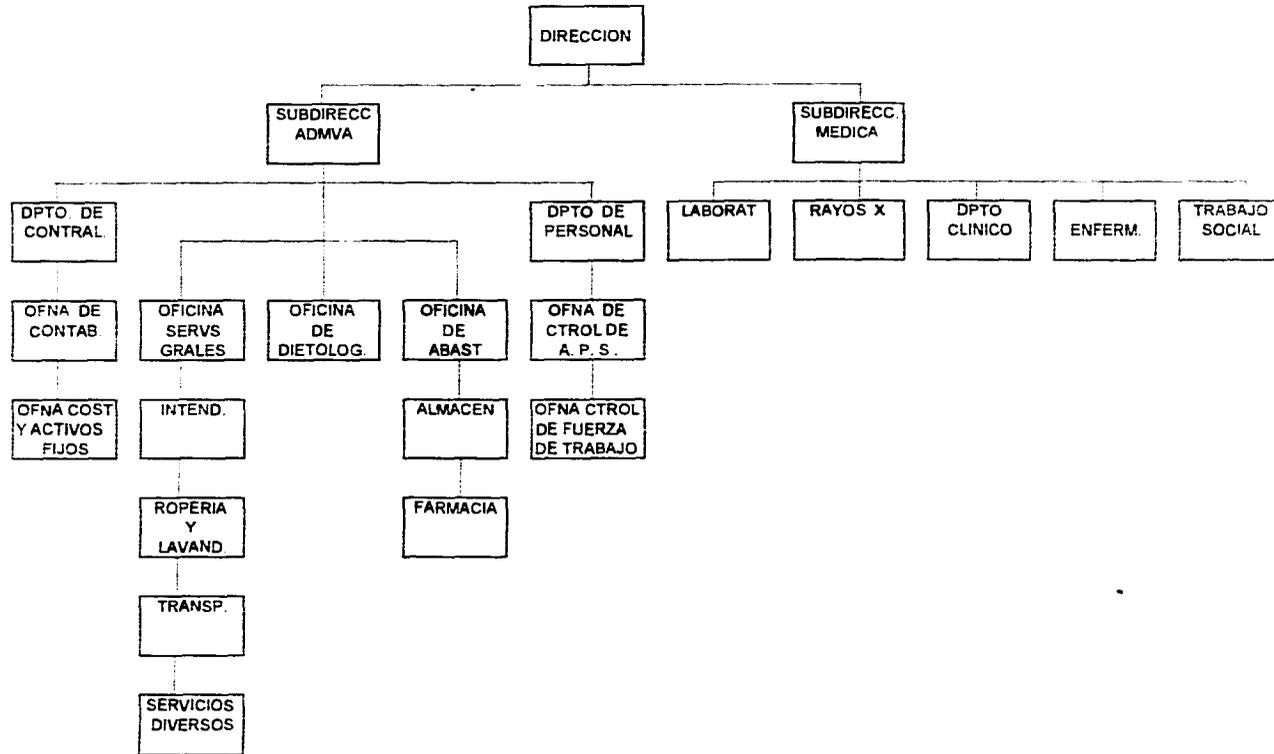 DIRECCION
SUBDIRECC
ADMVA
SUBDIRECC.
MEDICA
DPTO. DE
CONTRAL.
DPTO DE
PERSONAL
LABORAT
RAYOS X
DPTO
CLINICO
ENFERM.
TRABAJO
SOCIAL
OFNA DE
CONTAB.
OFICINA
SERVS
GRALES
OFICINA
DE
DIETOLOG.
OFICINA
DE
ABAST
OFNA DE
CTROL DE
A. P. S .
OFNA COST
Y ACTIVOS
FIJOS
INTEND.
ALMACEN
OFNA CTROL
DE FUERZA
DE TRABAJO
ROPERIA
Y
LAVAND.
FARMACIA
TRANSP.
SERVICIOS
DIVERSOS